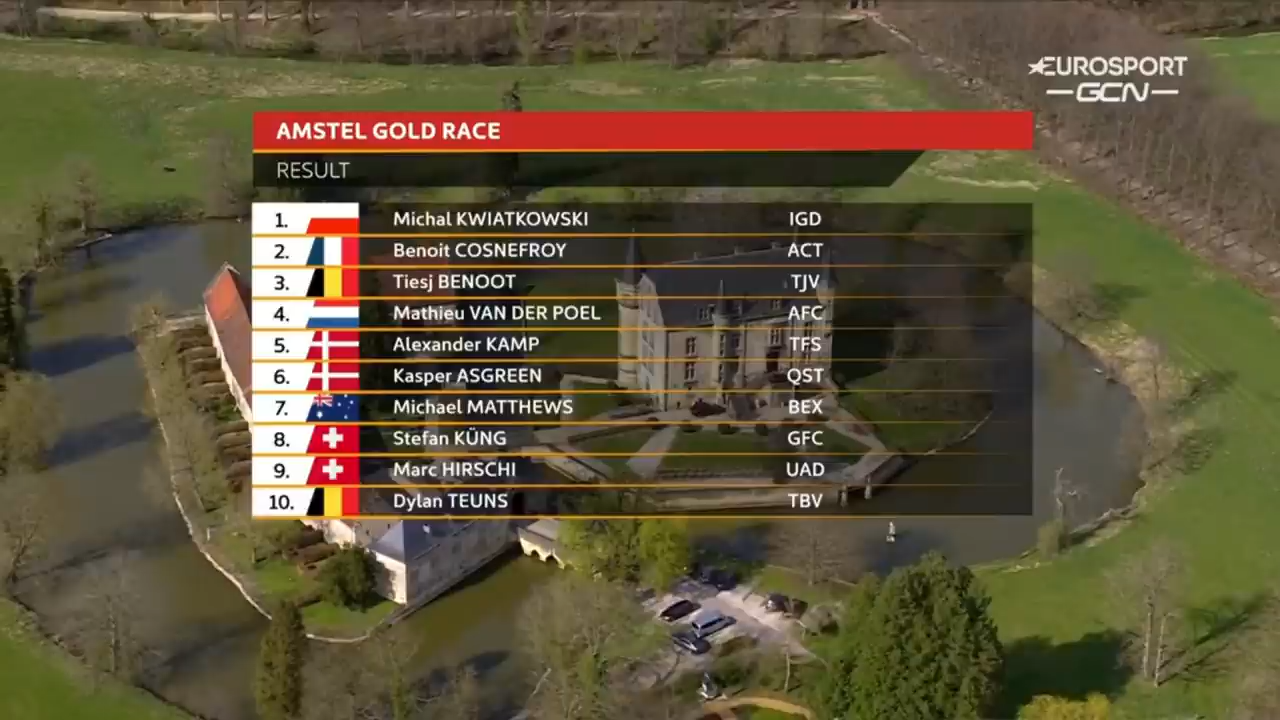 EUROSPORT
GCN
AMSTEL GOLD RACE
RESULT
1. Michal KWIATKOWSKI IGD
2. Benoit COSNEFROY ACT
3. Tiesj BENOOT TJV
4. Mathieu VAN DER POEL AFC
5. Alexander KAMP TFS
6. Kasper ASGREEN QST
7. Michael MATTHEWS BEX
8. Stefan KÜNG GFC
9. Marc HIRSCHI UAD
10. Dylan TEUNS TBV